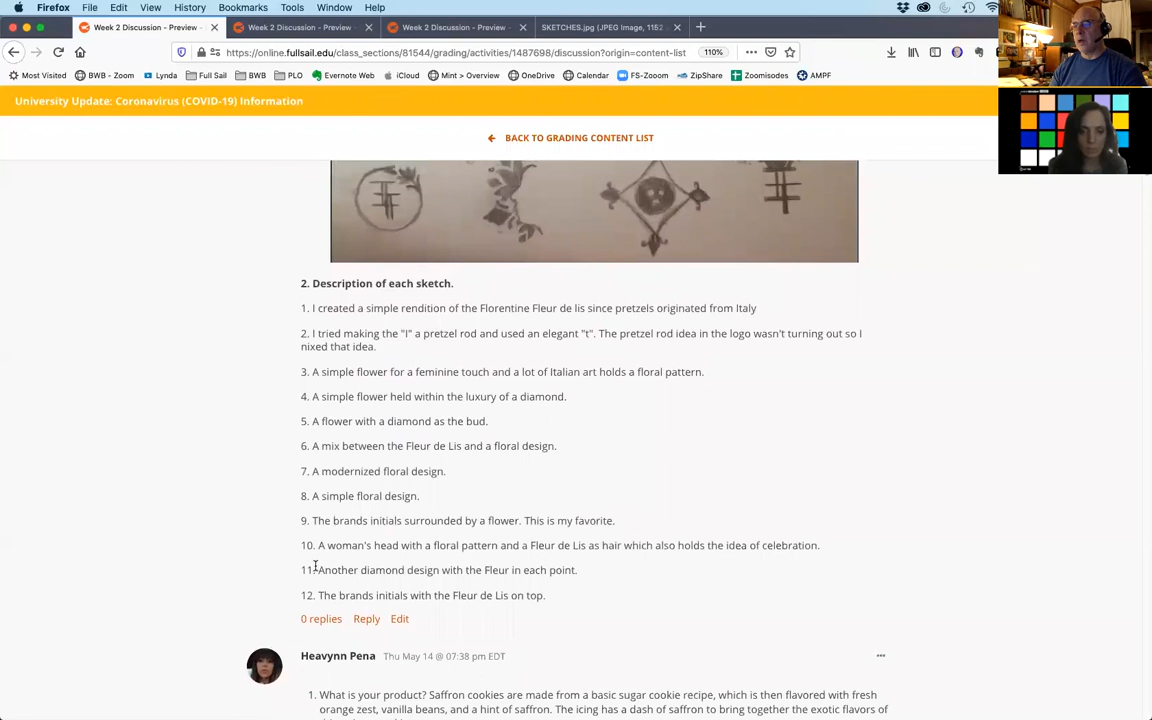 Firefox File Edit View History Bookmarks Tools Window Help
Week 2 Discussion - Preview - Week 2 Discussion - Preview - Week 2 Discussion - Preview - SKETCHES.jpg (JPEG Image, 1152
https://online.fullsail.edu/class_sections/81544/grading/activities/1487698/discussion?origin=content-list 110%
Most Visited BWB - Zoom Lynda Full Sail BWB PLO Evernote Web iCloud Mint > Overview OneDrive Calendar FS-Zooom ZipShare Zoomisodes AMPF
University Update: Coronavirus (COVID-19) Information
BACK TO GRADING CONTENT LIST
2. Description of each sketch.
1. I created a simple rendition of the Florentine Fleur de lis since pretzels originated from Italy
2. I tried making the "I" a pretzel rod and used an elegant "t". The pretzel rod idea in the logo wasn't turning out so I
nixed that idea.
3. A simple flower for a feminine touch and a lot of Italian art holds a floral pattern.
4. A simple flower held within the luxury of a diamond.
5. A flower with a diamond as the bud.
6. A mix between the Fleur de Lis and a floral design.
7. A modernized floral design.
8. A simple floral design.
9. The brands initials surrounded by a flower. This is my favorite.
10. A woman's head with a floral pattern and a Fleur de Lis as hair which also holds the idea of celebration.
11. Another diamond design with the Fleur in each point.
12. The brands initials with the Fleur de Lis on top.
0 replies Reply Edit
Heavynn Pena Thu May 14 @ 07:38 pm EDT
1. What is your product? Saffron cookies are made from a basic sugar cookie recipe, which is then flavored with fresh
orange zest, vanilla beans, and a hint of saffron. The icing has a dash of saffron to bring together the exotic flavors of